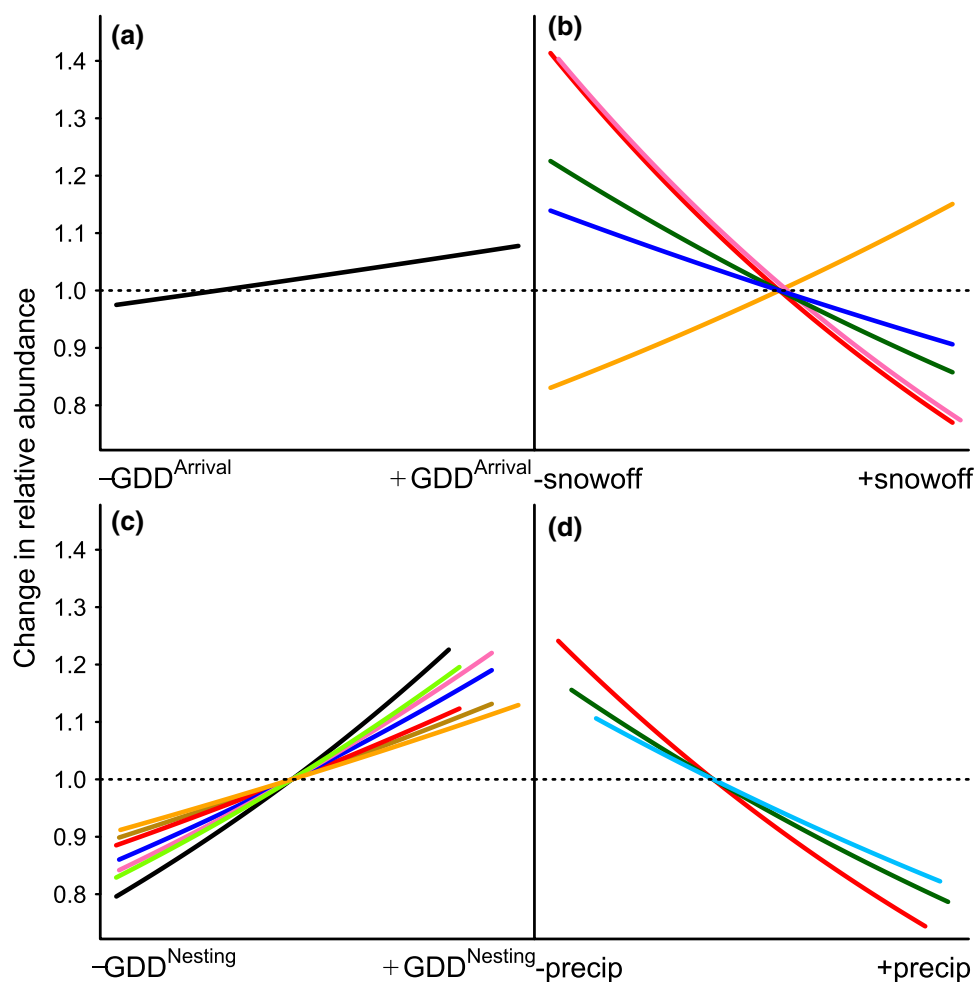 (a)
(b)
1.4
1.3
1.2
1.1
1.0
0.9
0.8
−GDD^Arrival
+ GDD^Arrival
-snowoff
+snowoff
Change in relative abundance
(c)
(d)
1.4
1.3
1.2
1.1
1.0
0.9
0.8
−GDD^Nesting
+ GDD^Nesting
-precip
+precip